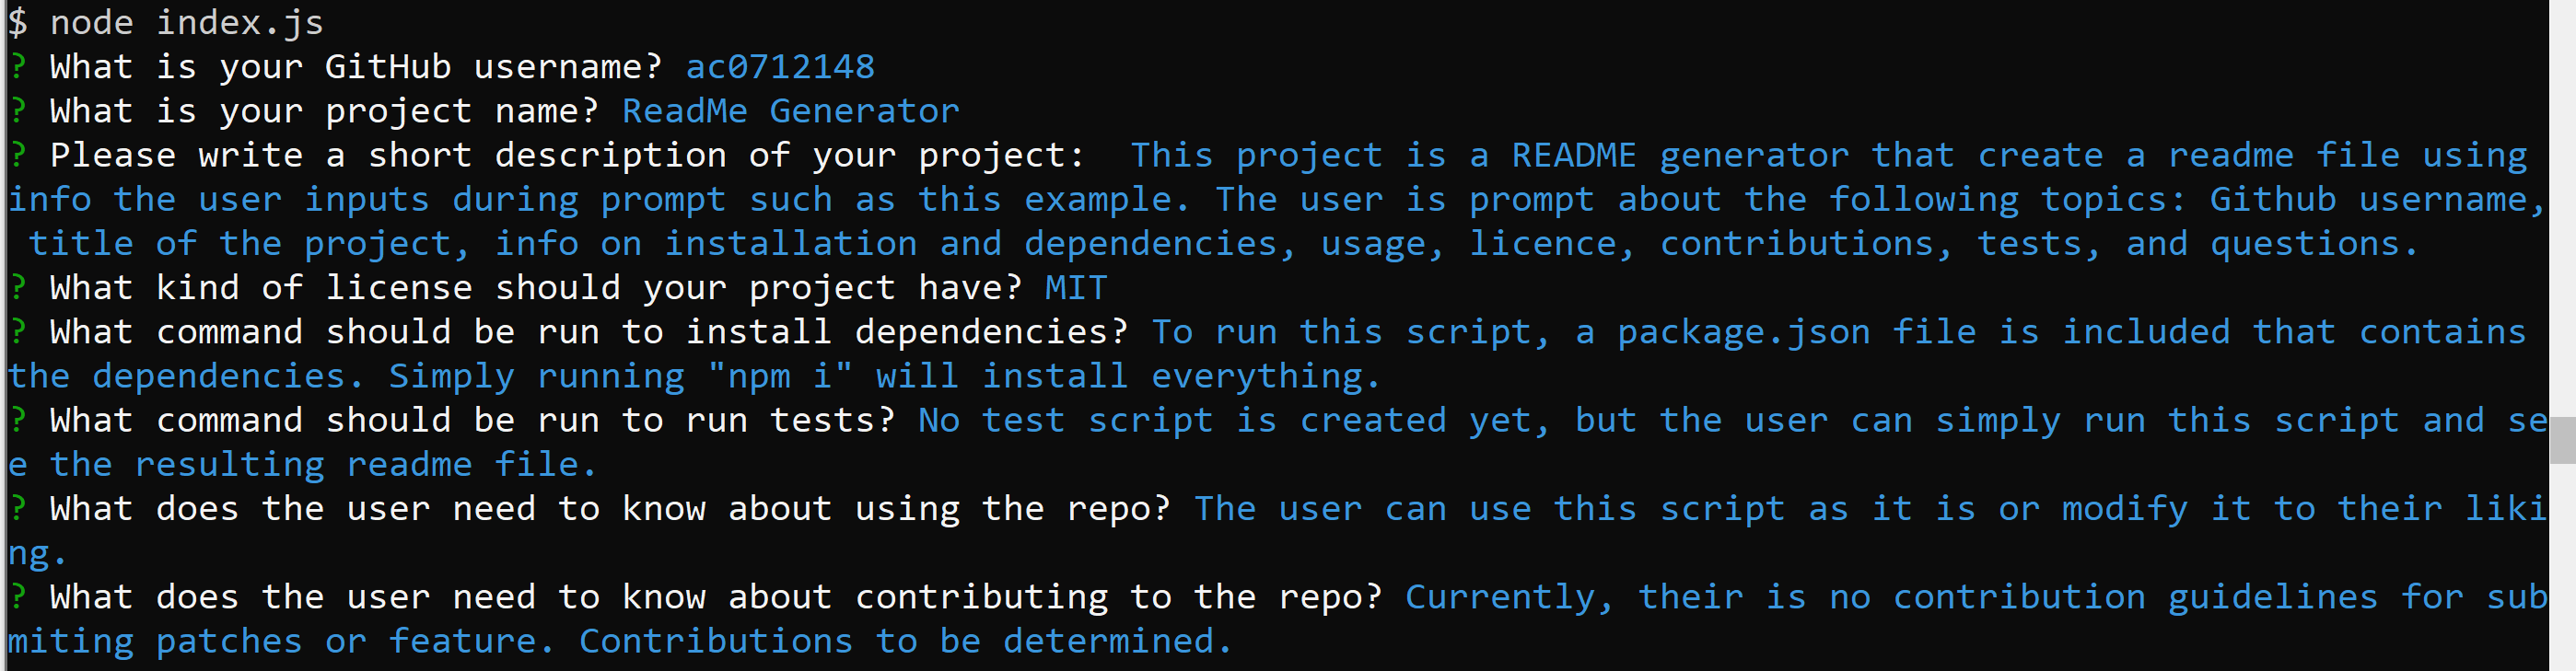 $ node index.js
? What is your GitHub username? ac0712148
? What is your project name? ReadMe Generator
? Please write a short description of your project:  This project is a README generator that create a readme file using
info the user inputs during prompt such as this example. The user is prompt about the following topics: Github username,
 title of the project, info on installation and dependencies, usage, licence, contributions, tests, and questions.
? What kind of license should your project have? MIT
? What command should be run to install dependencies? To run this script, a package.json file is included that contains
the dependencies. Simply running "npm i" will install everything.
? What command should be run to run tests? No test script is created yet, but the user can simply run this script and se
e the resulting readme file.
? What does the user need to know about using the repo? The user can use this script as it is or modify it to their liki
ng.
? What does the user need to know about contributing to the repo? Currently, their is no contribution guidelines for sub
miting patches or feature. Contributions to be determined.